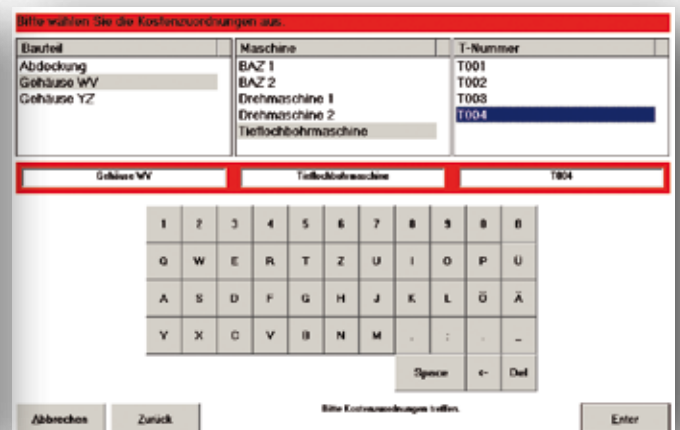 Bitte wählen Sie die Kostenzuordnungen aus.
Bauteil Maschine T-Nummer
Abdeckung BAZ 1 T001
Gehäuse WV BAZ 2 T002
Gehäuse YZ Drehmaschine 1 T003
Drehmaschine 2 T004
Tieflochbohrmaschine
Gehäuse WV Tieflochbohrmaschine T004
1 2 3 4 5 6 7 8 9 0
Q W E R T Z U I O P Ü
A S D F G H J K L Ö Ä
Y X C V B N M . : _
Space <- Del
Bitte Kostenzuordnungen treffen.
Abbrechen Zurück Enter